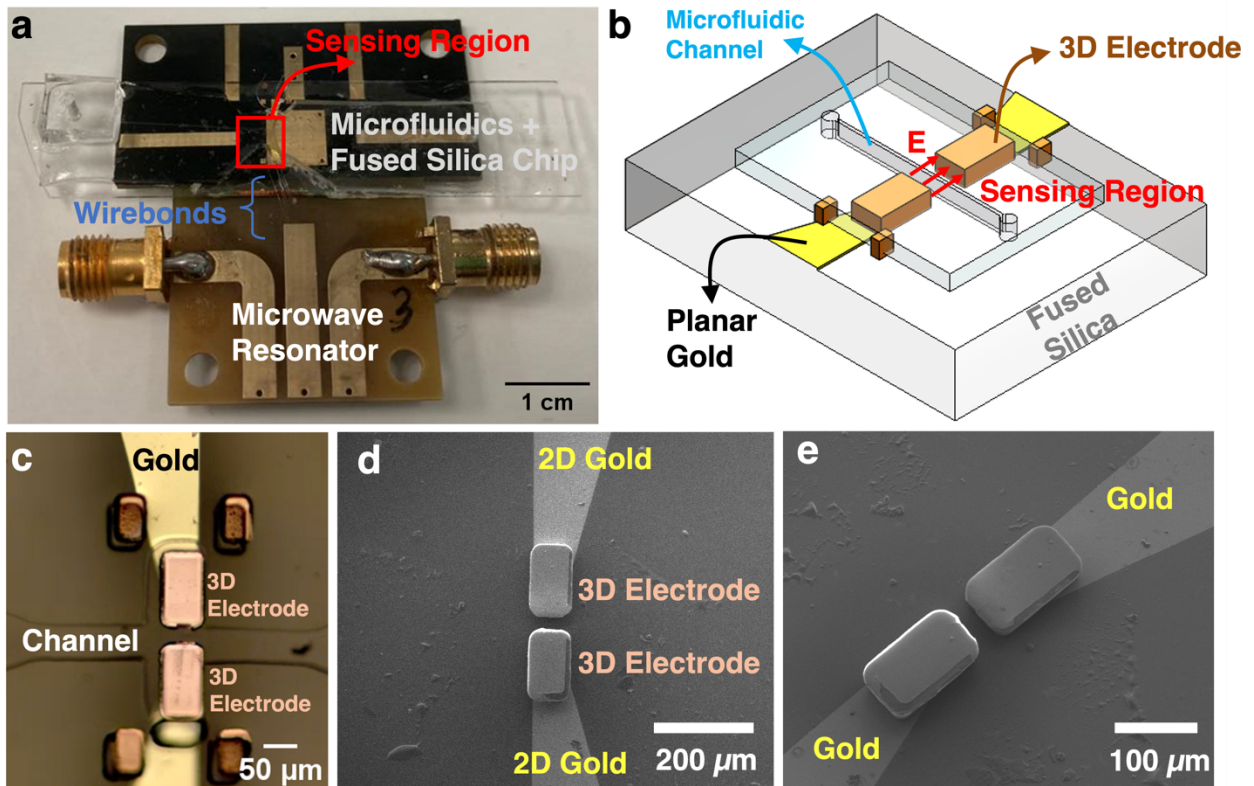 a
Sensing Region
Microfluidics +
Fused Silica Chip
Wirebonds
Microwave
Resonator
3
1 cm
b
Microfluidic
Channel
3D Electrode
E
Sensing Region
Planar
Gold
Fused
Silica
c
Gold
3D
Electrode
Channel
3D
Electrode
50 µm
d
2D Gold
3D Electrode
3D Electrode
2D Gold
200 µm
e
Gold
Gold
100 µm